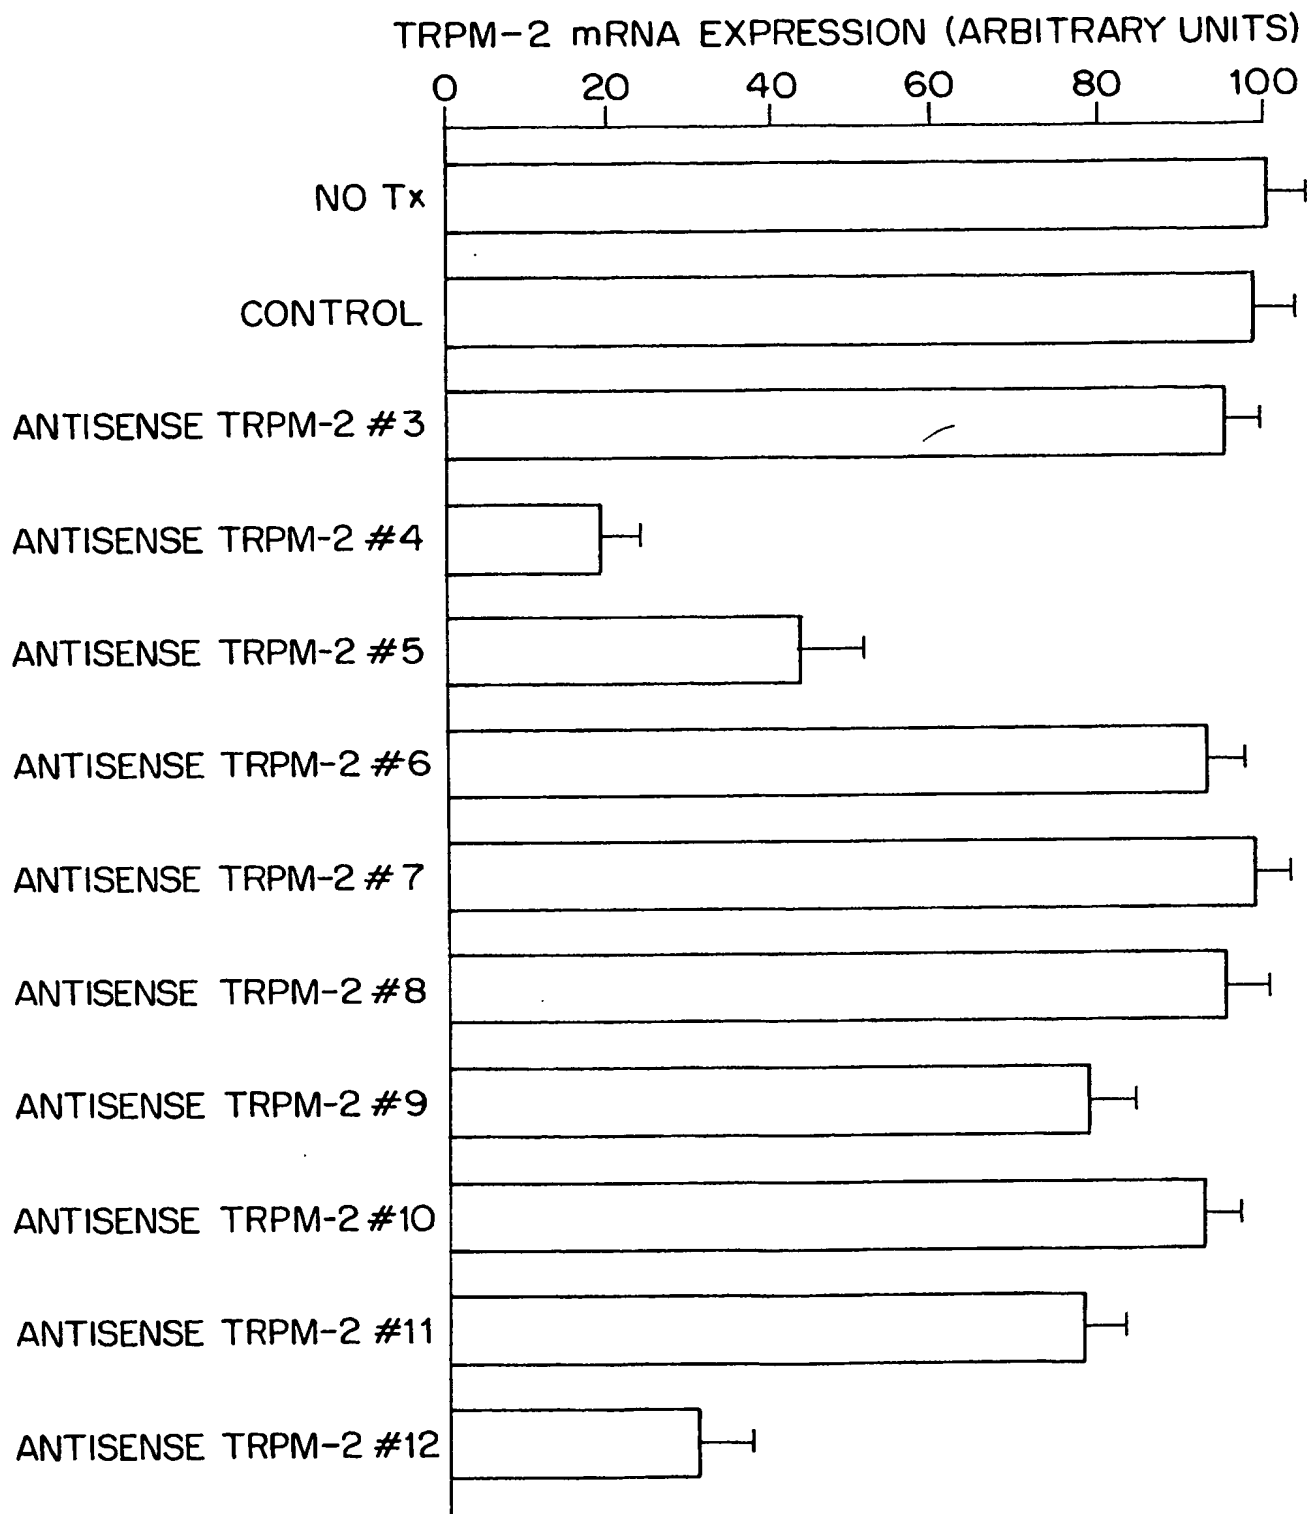 TRPM-2 mRNA EXPRESSION (ARBITRARY UNITS)
0 20 40 60 80 100
NO Tx
CONTROL
ANTISENSE TRPM-2 #3
ANTISENSE TRPM-2 #4
ANTISENSE TRPM-2 #5
ANTISENSE TRPM-2 #6
ANTISENSE TRPM-2 #7
ANTISENSE TRPM-2 #8
ANTISENSE TRPM-2 #9
ANTISENSE TRPM-2 #10
ANTISENSE TRPM-2 #11
ANTISENSE TRPM-2 #12